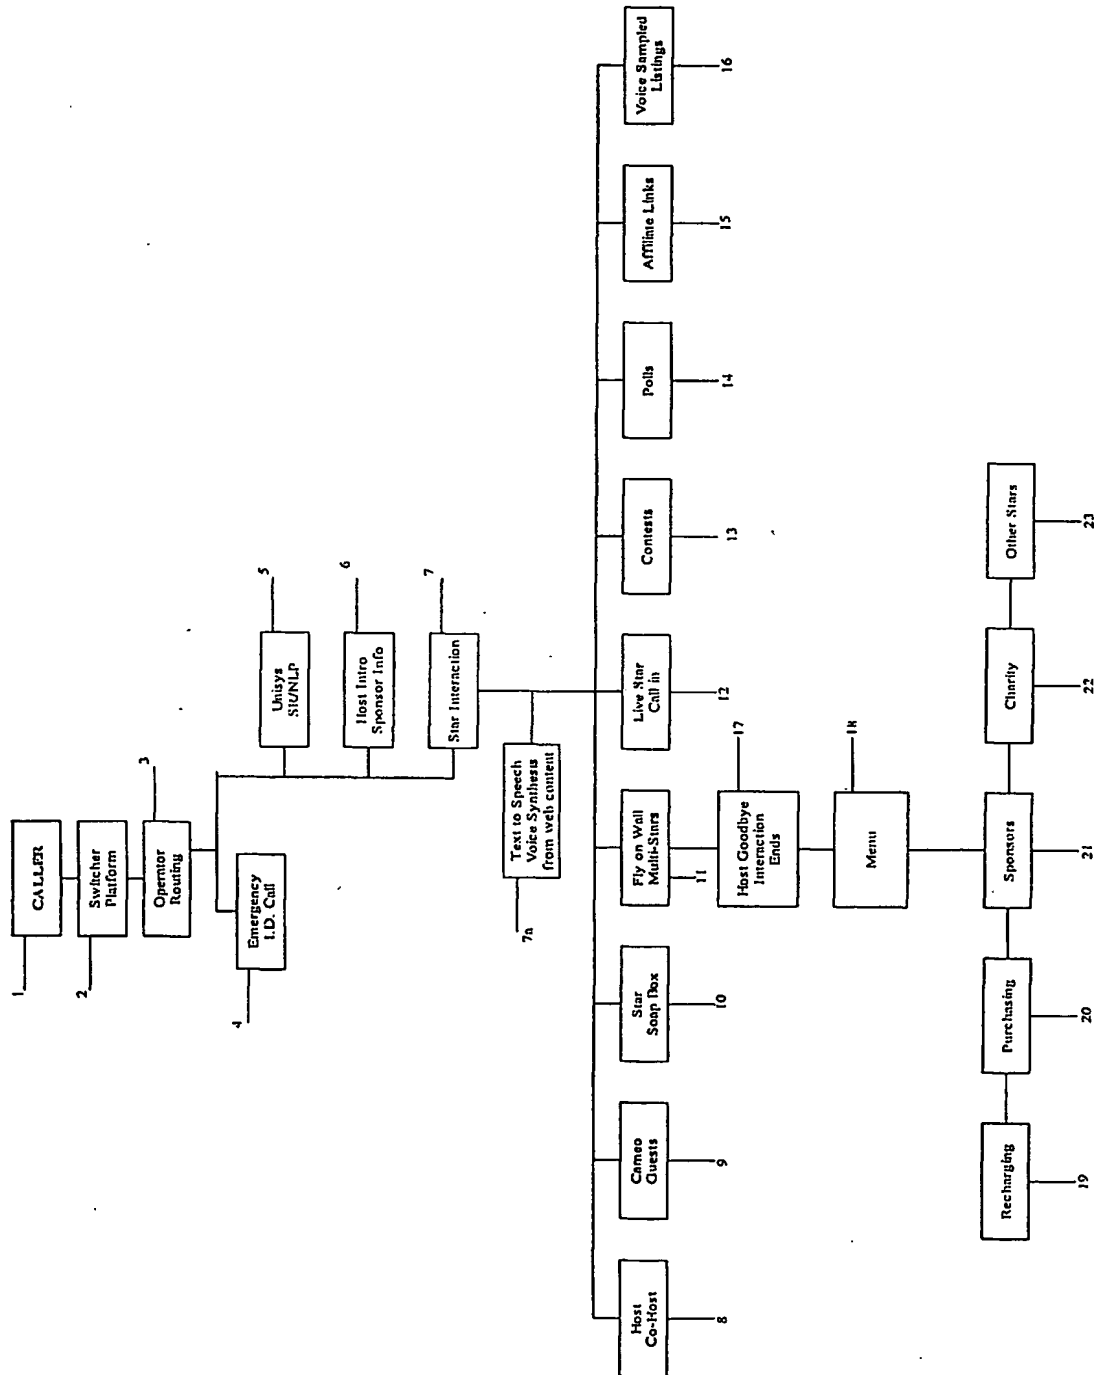 CALLER
1
Switcher
Platform
2
Operator
Routing
3
Emergency
I.D. Call
4
Unisys
SR/NLP
5
Host Intro
Sponsor Info
6
Star Interaction
7
Text to Speech
Voice Synthesis
from web content
7a
Host
Co-Host
8
Cameo
Guests
9
Star
Soap Box
10
Fly on Wall
Multi-Stars
11
Live Star
Call in
12
Contests
13
Polls
14
Affiliate Links
15
Voice Sampled
Listings
16
Host Goodbye
Interaction
Ends
17
Menu
18
Recharging
19
Purchasing
20
Sponsors
21
Charity
22
Other Stars
23